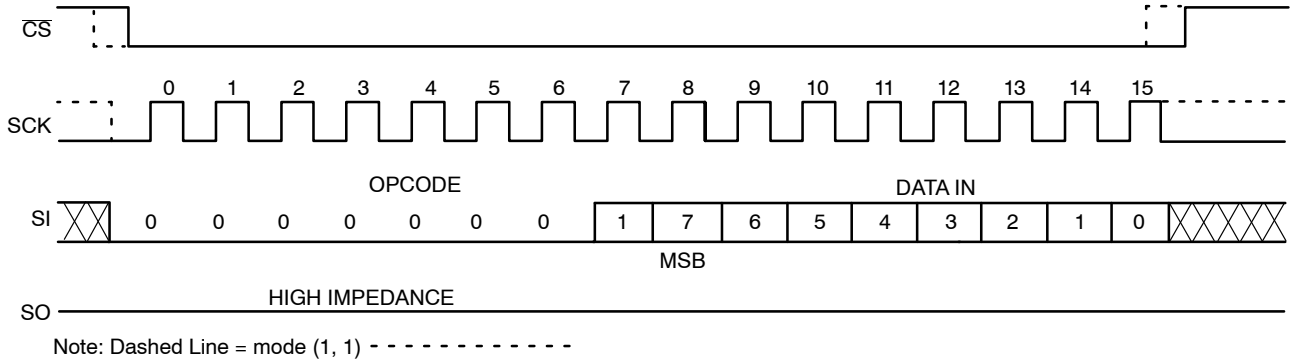 CS
0 1 2 3 4 5 6 7 8 9 10 11 12 13 14 15
SCK
OPCODE DATA IN
SI 0 0 0 0 0 0 0 1 7 6 5 4 3 2 1 0
MSB
HIGH IMPEDANCE
SO
Note: Dashed Line = mode (1, 1)